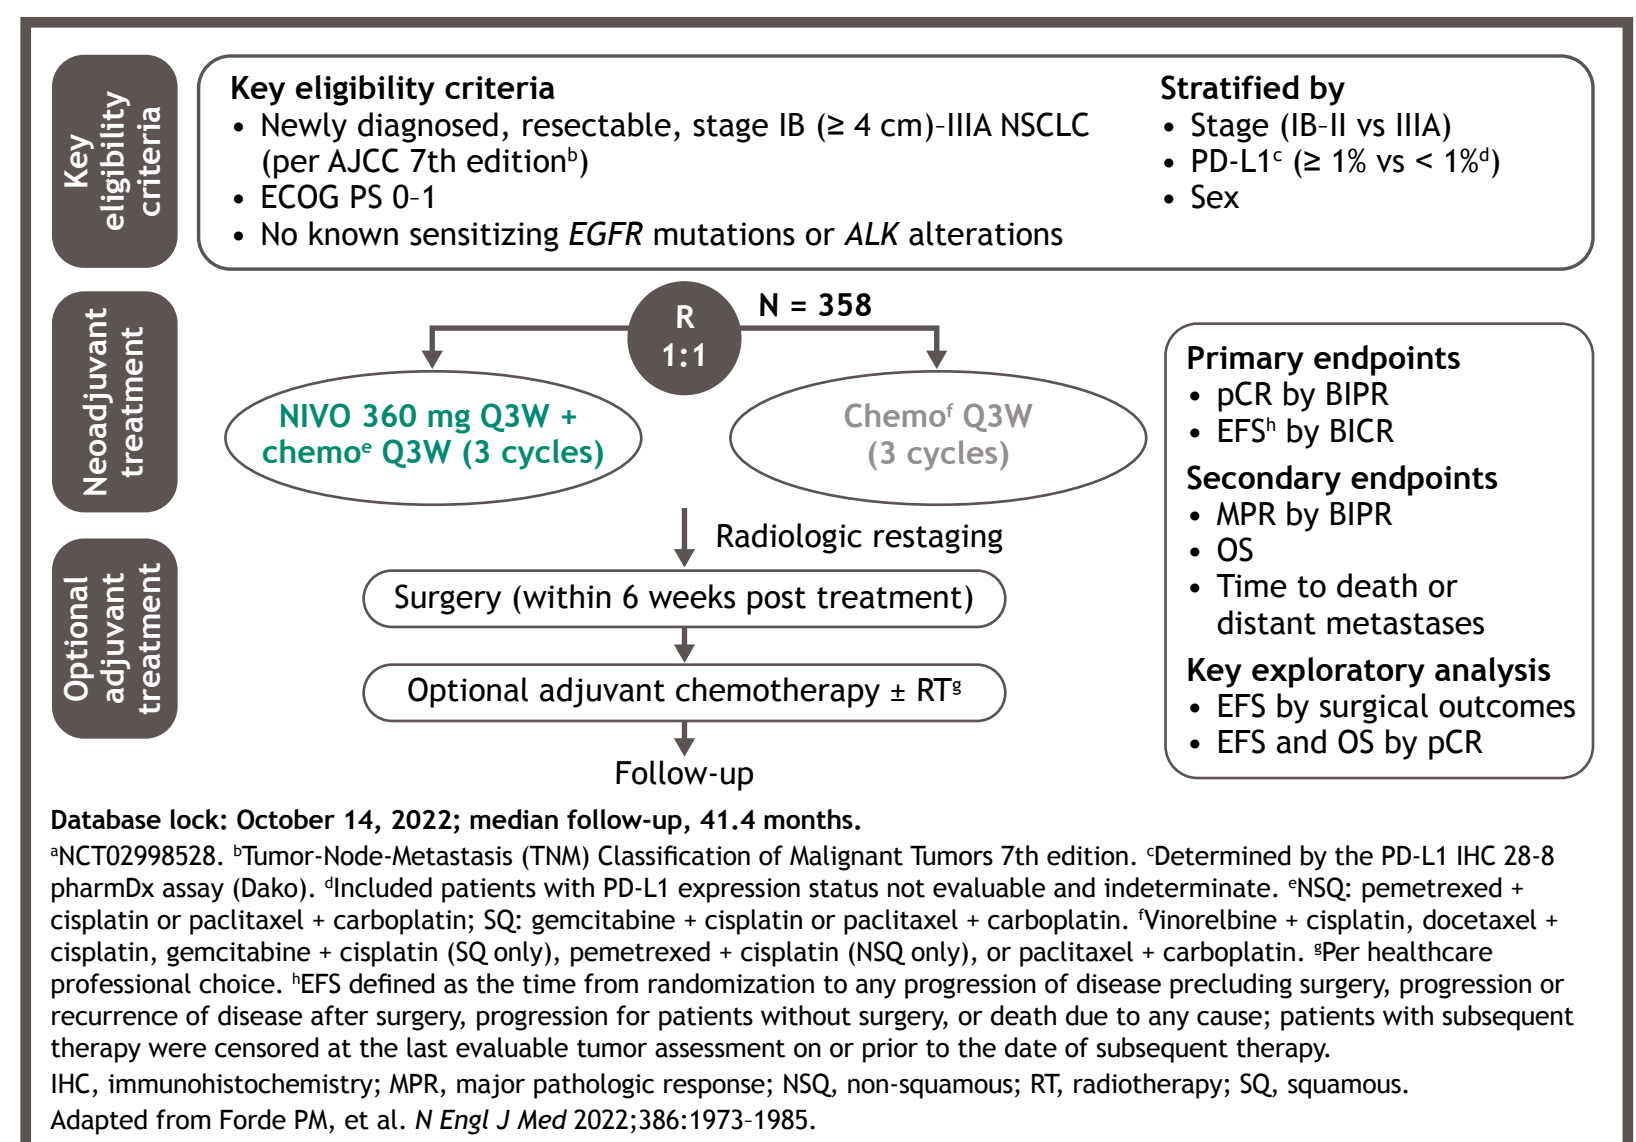 Key
eligibility
criteria
Key eligibility criteria
• Newly diagnosed, resectable, stage IB (≥ 4 cm)–IIIA NSCLC
(per AJCC 7th editionᵇ)
• ECOG PS 0–1
• No known sensitizing EGFR mutations or ALK alterations
Stratified by
• Stage (IB–II vs IIIA)
• PD-L1ᶜ (≥ 1% vs < 1%ᵈ)
• Sex
Neoadjuvant
treatment
R
1:1
N = 358
NIVO 360 mg Q3W +
chemoᵉ Q3W (3 cycles)
Chemoᶠ Q3W
(3 cycles)
Radiologic restaging
Optional
adjuvant
treatment
Surgery (within 6 weeks post treatment)
Optional adjuvant chemotherapy ± RTᵍ
Follow-up
Primary endpoints
• pCR by BIPR
• EFSʰ by BICR
Secondary endpoints
• MPR by BIPR
• OS
• Time to death or
distant metastases
Key exploratory analysis
• EFS by surgical outcomes
• EFS and OS by pCR
Database lock: October 14, 2022; median follow-up, 41.4 months.
ᵃNCT02998528. ᵇTumor-Node-Metastasis (TNM) Classification of Malignant Tumors 7th edition. ᶜDetermined by the PD-L1 IHC 28-8
pharmDx assay (Dako). ᵈIncluded patients with PD-L1 expression status not evaluable and indeterminate. ᵉNSQ: pemetrexed +
cisplatin or paclitaxel + carboplatin; SQ: gemcitabine + cisplatin or paclitaxel + carboplatin. ᶠVinorelbine + cisplatin, docetaxel +
cisplatin, gemcitabine + cisplatin (SQ only), pemetrexed + cisplatin (NSQ only), or paclitaxel + carboplatin. ᵍPer healthcare
professional choice. ʰEFS defined as the time from randomization to any progression of disease precluding surgery, progression or
recurrence of disease after surgery, progression for patients without surgery, or death due to any cause; patients with subsequent
therapy were censored at the last evaluable tumor assessment on or prior to the date of subsequent therapy.
IHC, immunohistochemistry; MPR, major pathologic response; NSQ, non-squamous; RT, radiotherapy; SQ, squamous.
Adapted from Forde PM, et al. N Engl J Med 2022;386:1973–1985.